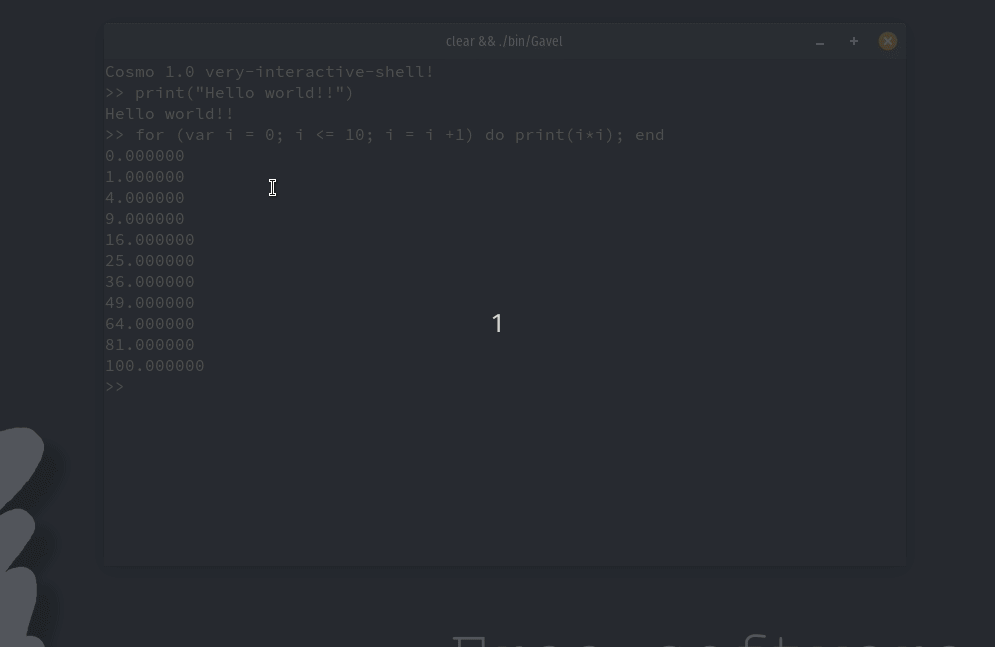 clear && ./bin/Gavel
Cosmo 1.0 very-interactive-shell!
>> print("Hello world!!")
Hello world!!
>> for (var i = 0; i <= 10; i = i +1) do print(i*i); end
0.000000
1.000000
4.000000
9.000000
16.000000
25.000000
36.000000
49.000000
64.000000
81.000000
100.000000
>>
1